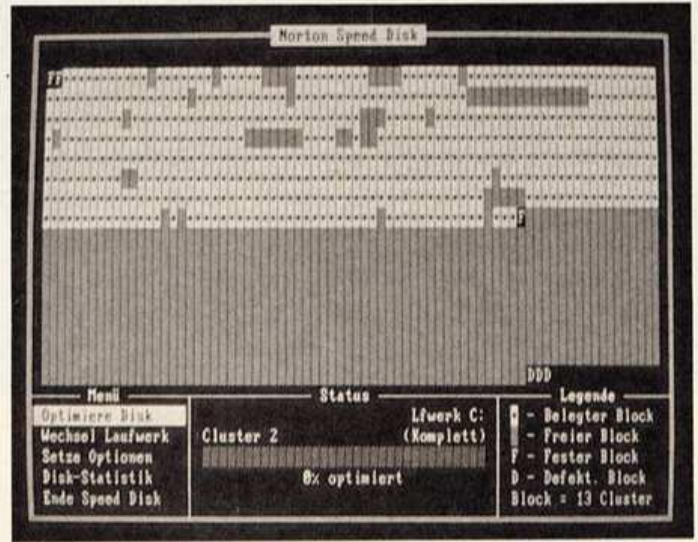 Norton Speed Disk
FF
F
DDD
Menü
Optimiere Disk
Wechsel Laufwerk
Setze Optionen
Disk-Statistik
Ende Speed Disk
Status
Lfwerk C:
Cluster 2 (Komplett)
0% optimiert
Legende
- Belegter Block
- Freier Block
F - Fester Block
D - Defekt. Block
Block = 13 Cluster